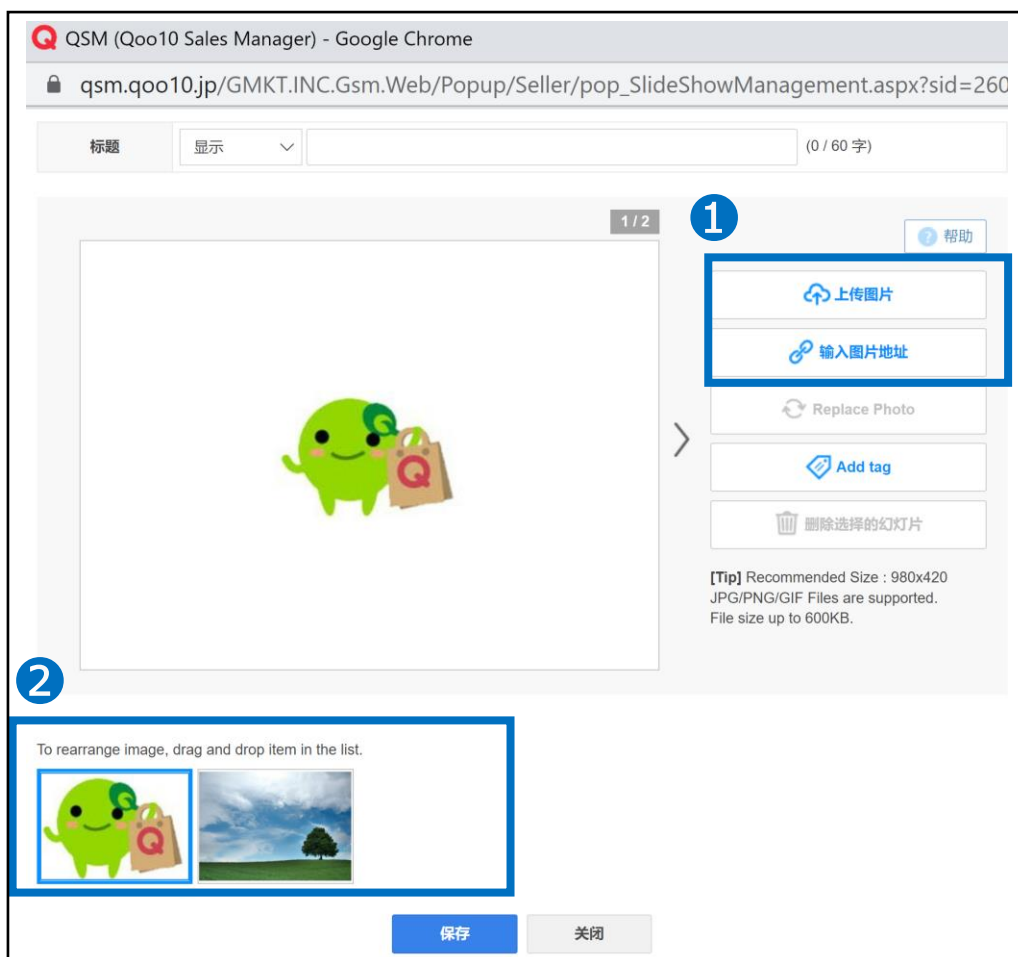 QSM (Qoo10 Sales Manager) - Google Chrome
qsm.qoo10.jp/GMKT.INC.Gsm.Web/Popup/Seller/pop_SlideShowManagement.aspx?sid=260
标题 显示 (0 / 60 字)
1 / 2
1
? 帮助
上传图片
输入图片地址
Replace Photo
Add tag
删除选择的幻灯片
[Tip] Recommended Size : 980x420
JPG/PNG/GIF Files are supported.
File size up to 600KB.
Q
2
To rearrange image, drag and drop item in the list.
Q
保存 关闭